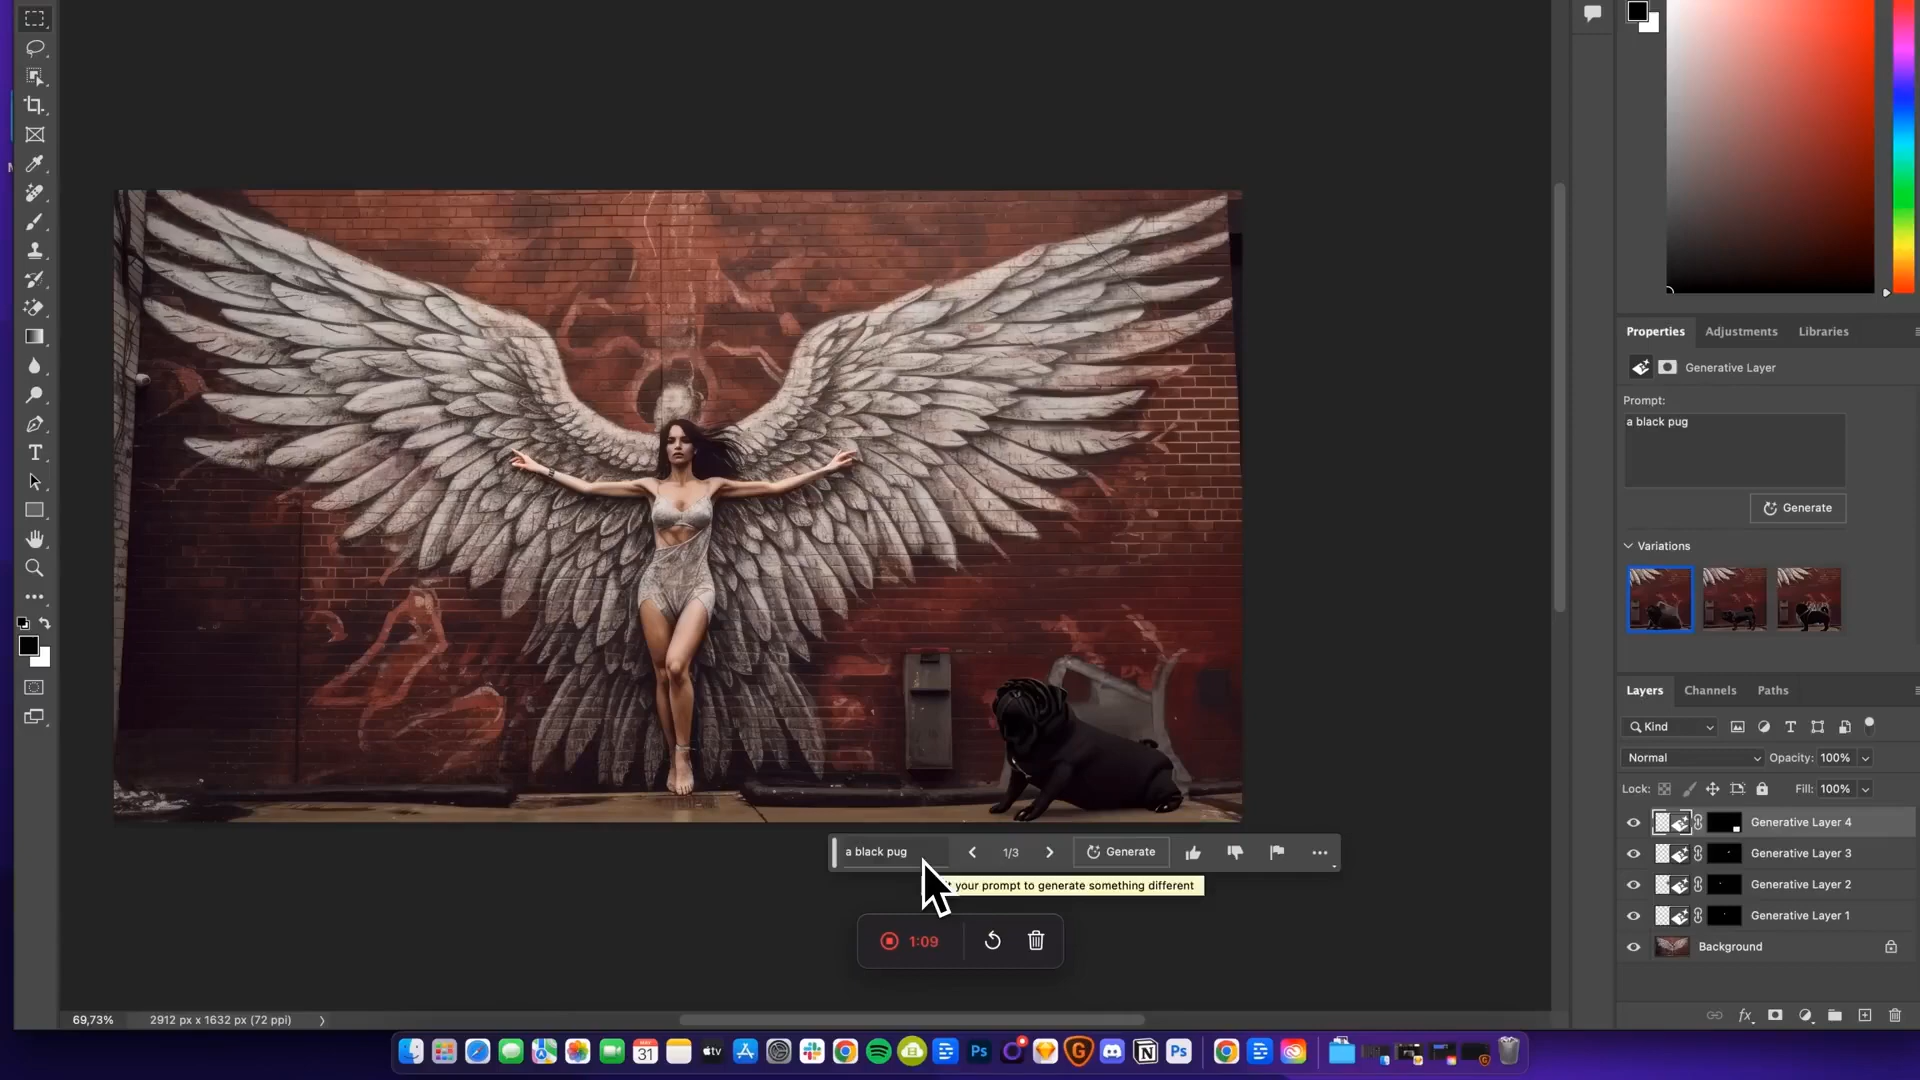 Properties
Adjustments
Libraries
Generative Layer
Prompt:
a black pug
Generate
Variations
Layers
Channels
Paths
Kind
Normal
Opacity: 100%
Lock:
Fill: 100%
Generative Layer 4
Generative Layer 3
Generative Layer 2
Generative Layer 1
Background
fx
a black pug
1/3
Generate
your prompt to generate something different
1:09
69,73%
2912 px x 1632 px (72 ppi)
31
tv
Ps
Ps